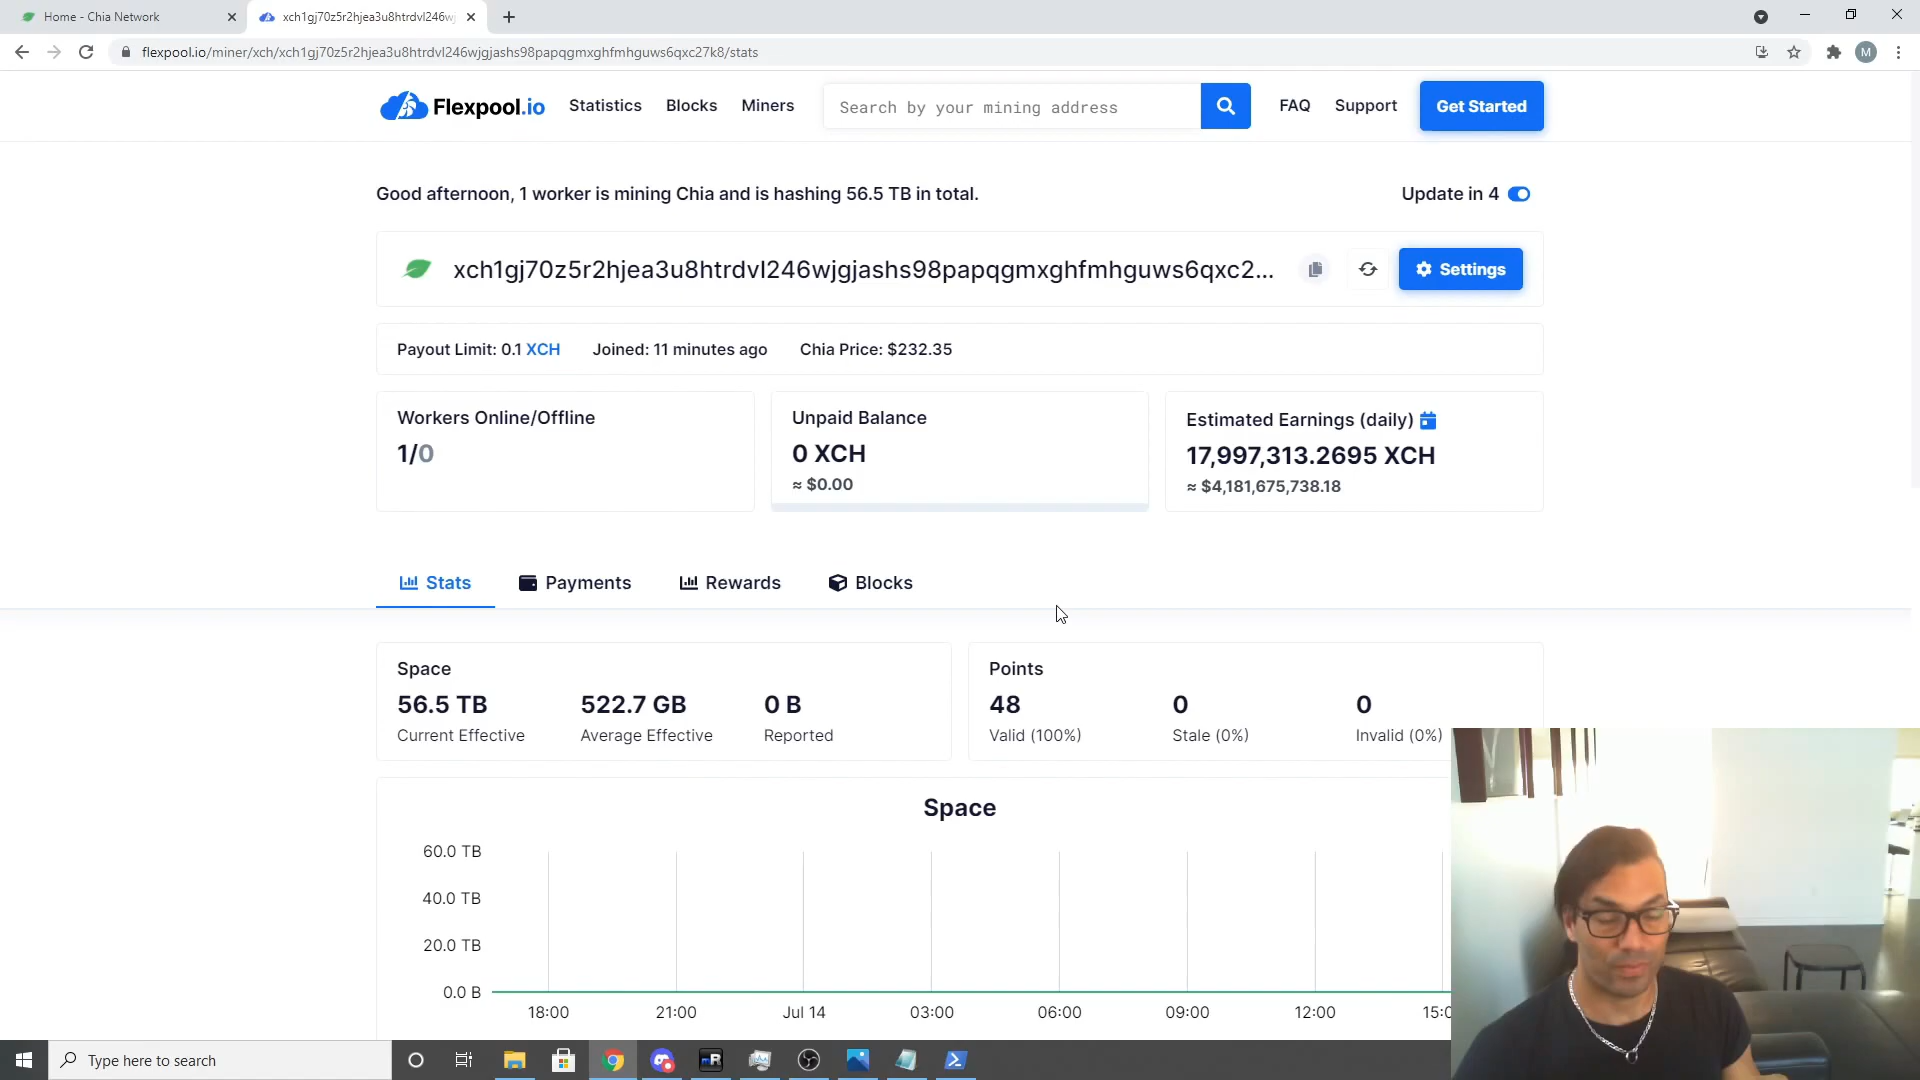 Home - Chia Network
xch1gj70z5r2hjea3u8htrdvl246wj
flexpool.io/miner/xch/xch1gj70z5r2hjea3u8htrdvl246wjgjashs98papqgmxghfmhguws6qxc27k8/stats
M
Flexpool.io
Statistics
Blocks
Miners
Search by your mining address
FAQ
Support
Get Started
Good afternoon, 1 worker is mining Chia and is hashing 56.5 TB in total.
Update in 4
xch1gj70z5r2hjea3u8htrdvl246wjgjashs98papqgmxghfmhguws6qxc2...
Settings
Payout Limit: 0.1 XCH
Joined: 11 minutes ago
Chia Price: $232.35
Workers Online/Offline
1/0
Unpaid Balance
0 XCH
≈ $0.00
Estimated Earnings (daily)
17,997,313.2695 XCH
≈ $4,181,675,738.18
Stats
Payments
Rewards
Blocks
Space
56.5 TB
522.7 GB
0 B
Current Effective
Average Effective
Reported
Points
48
0
0
Valid (100%)
Stale (0%)
Invalid (0%)
Space
60.0 TB
40.0 TB
20.0 TB
0.0 B
18:00
21:00
Jul 14
03:00
06:00
09:00
12:00
15:0
Type here to search